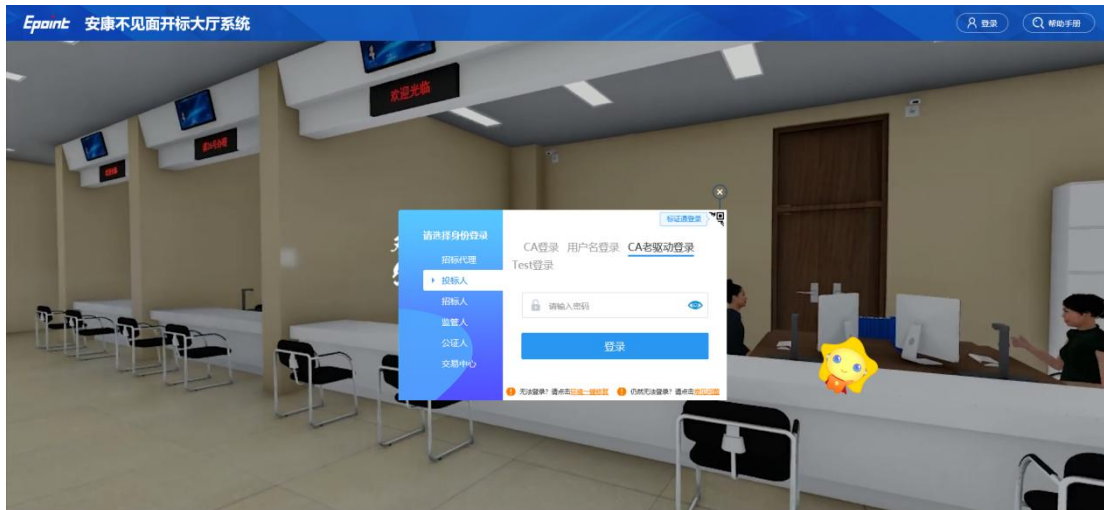 Epoint 安康不见面开标大厅系统
登录
帮助手册
欢迎光临
标证通登录
请选择身份登录
招标代理
投标人
招标人
监管人
公证人
交易中心
CA登录 用户名登录 CA老驱动登录
Test登录
请输入密码
登录
无法登录？请点击
仍然无法登录？请点击常见问题